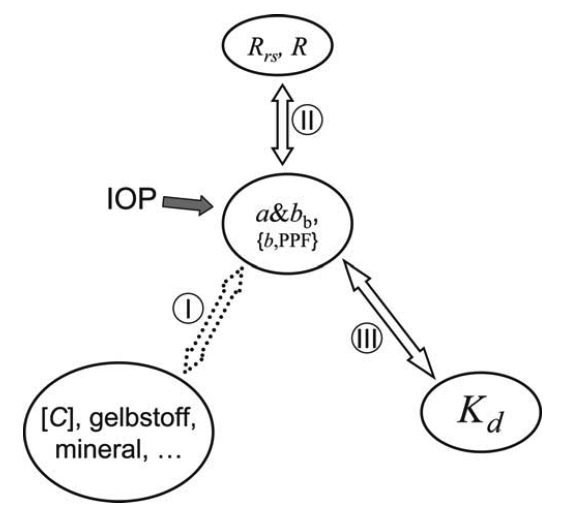 R_rs, R
Ⅱ
IOP
a&b_b,
{b,PPF}
Ⅰ
Ⅲ
[C], gelbstoff,
mineral, …
K_d